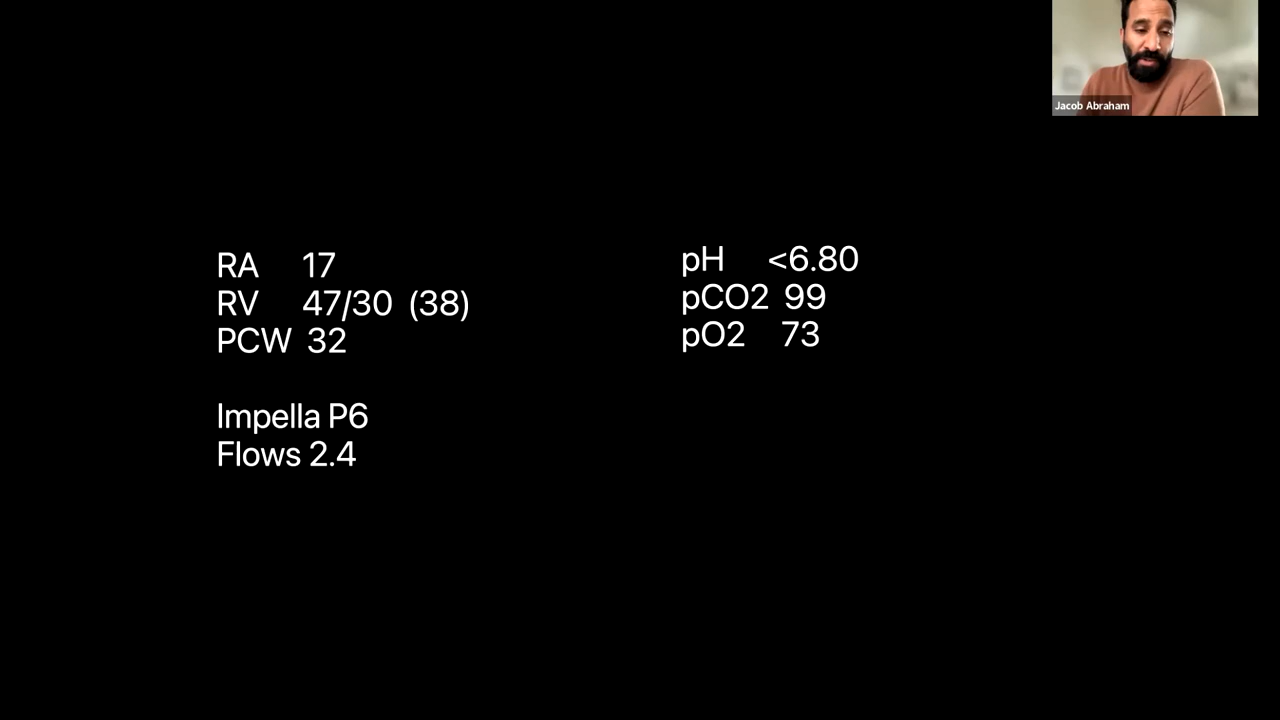 Jacob Abraham
RA 17
RV 47/30 (38)
PCW 32
Impella P6
Flows 2.4
pH <6.80
pCO2 99
pO2 73